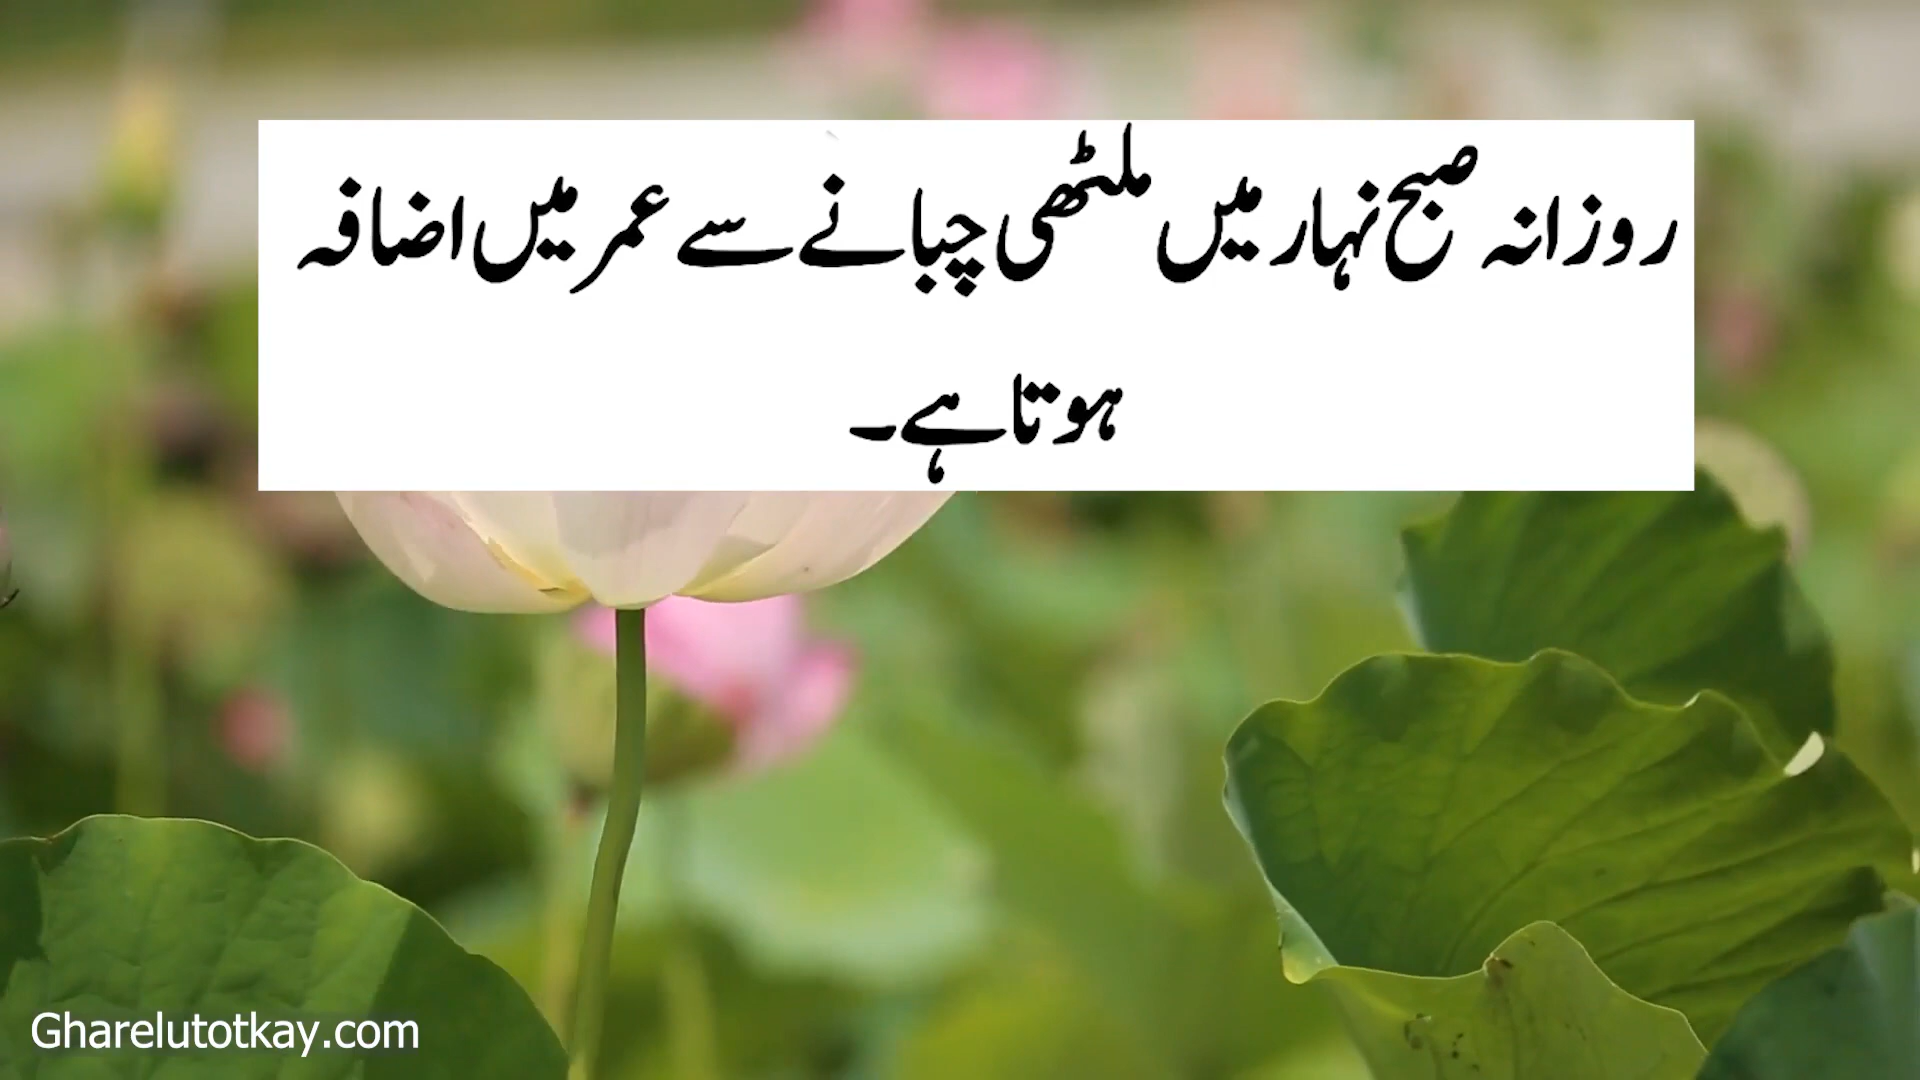 روزانہ صبح نہار میں ملٹھی چبانے سے عمر میں اضافہ
ہوتا ہے۔
Gharelutotkay.com